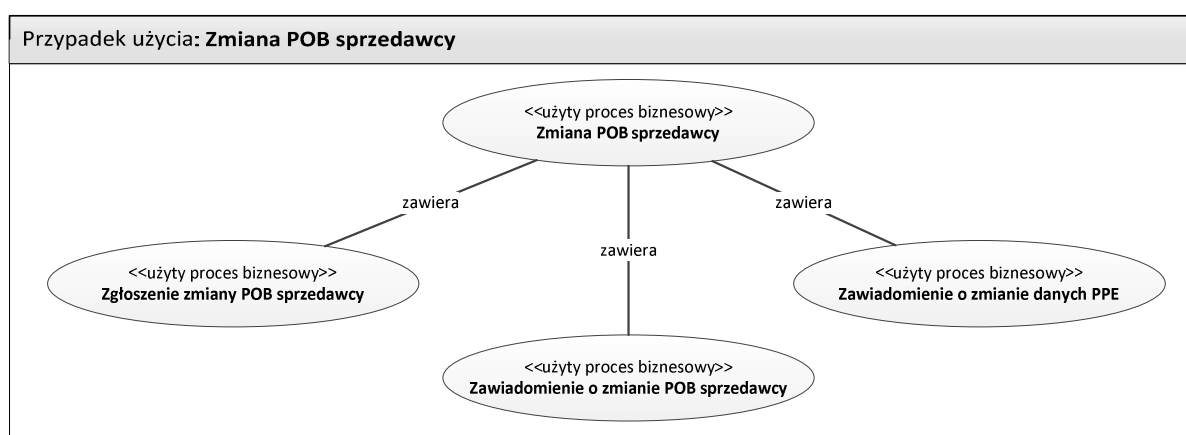 Przypadek użycia: Zmiana POB sprzedawcy
<<użyty proces biznesowy>>
Zmiana POB sprzedawcy
zawiera
zawiera
zawiera
<<użyty proces biznesowy>>
Zgłoszenie zmiany POB sprzedawcy
<<użyty proces biznesowy>>
Zawiadomienie o zmianie danych PPE
<<użyty proces biznesowy>>
Zawiadomienie o zmianie POB sprzedawcy